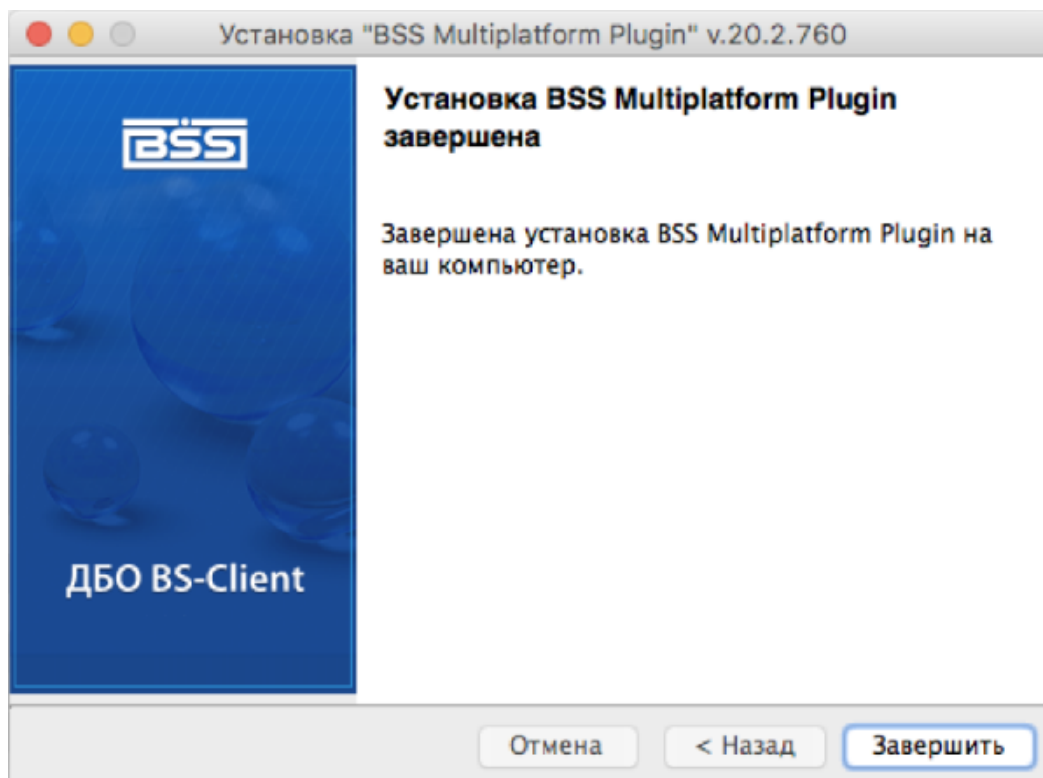 Установка "BSS Multiplatform Plugin" v.20.2.760
BSS
ДБО BS-Client
Установка BSS Multiplatform Plugin
завершена
Завершена установка BSS Multiplatform Plugin на
ваш компьютер.
Отмена
< Назад
Завершить